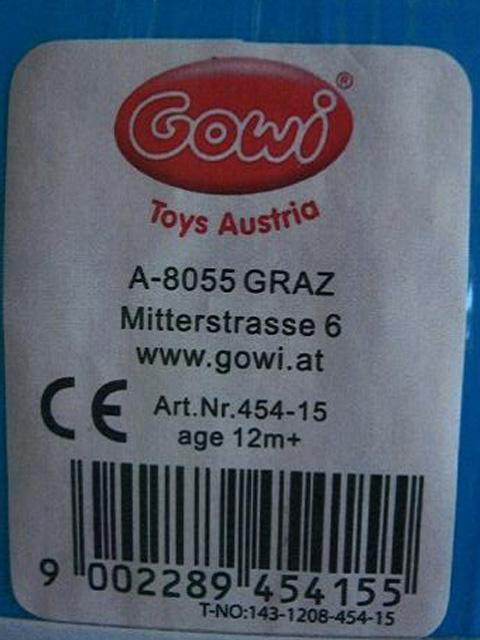 Gowi®
Toys Austria
A-8055 GRAZ
Mitterstrasse 6
www.gowi.at
CE Art.Nr.454-15
age 12m+
9 002289 454155
T-NO:143-1208-454-15